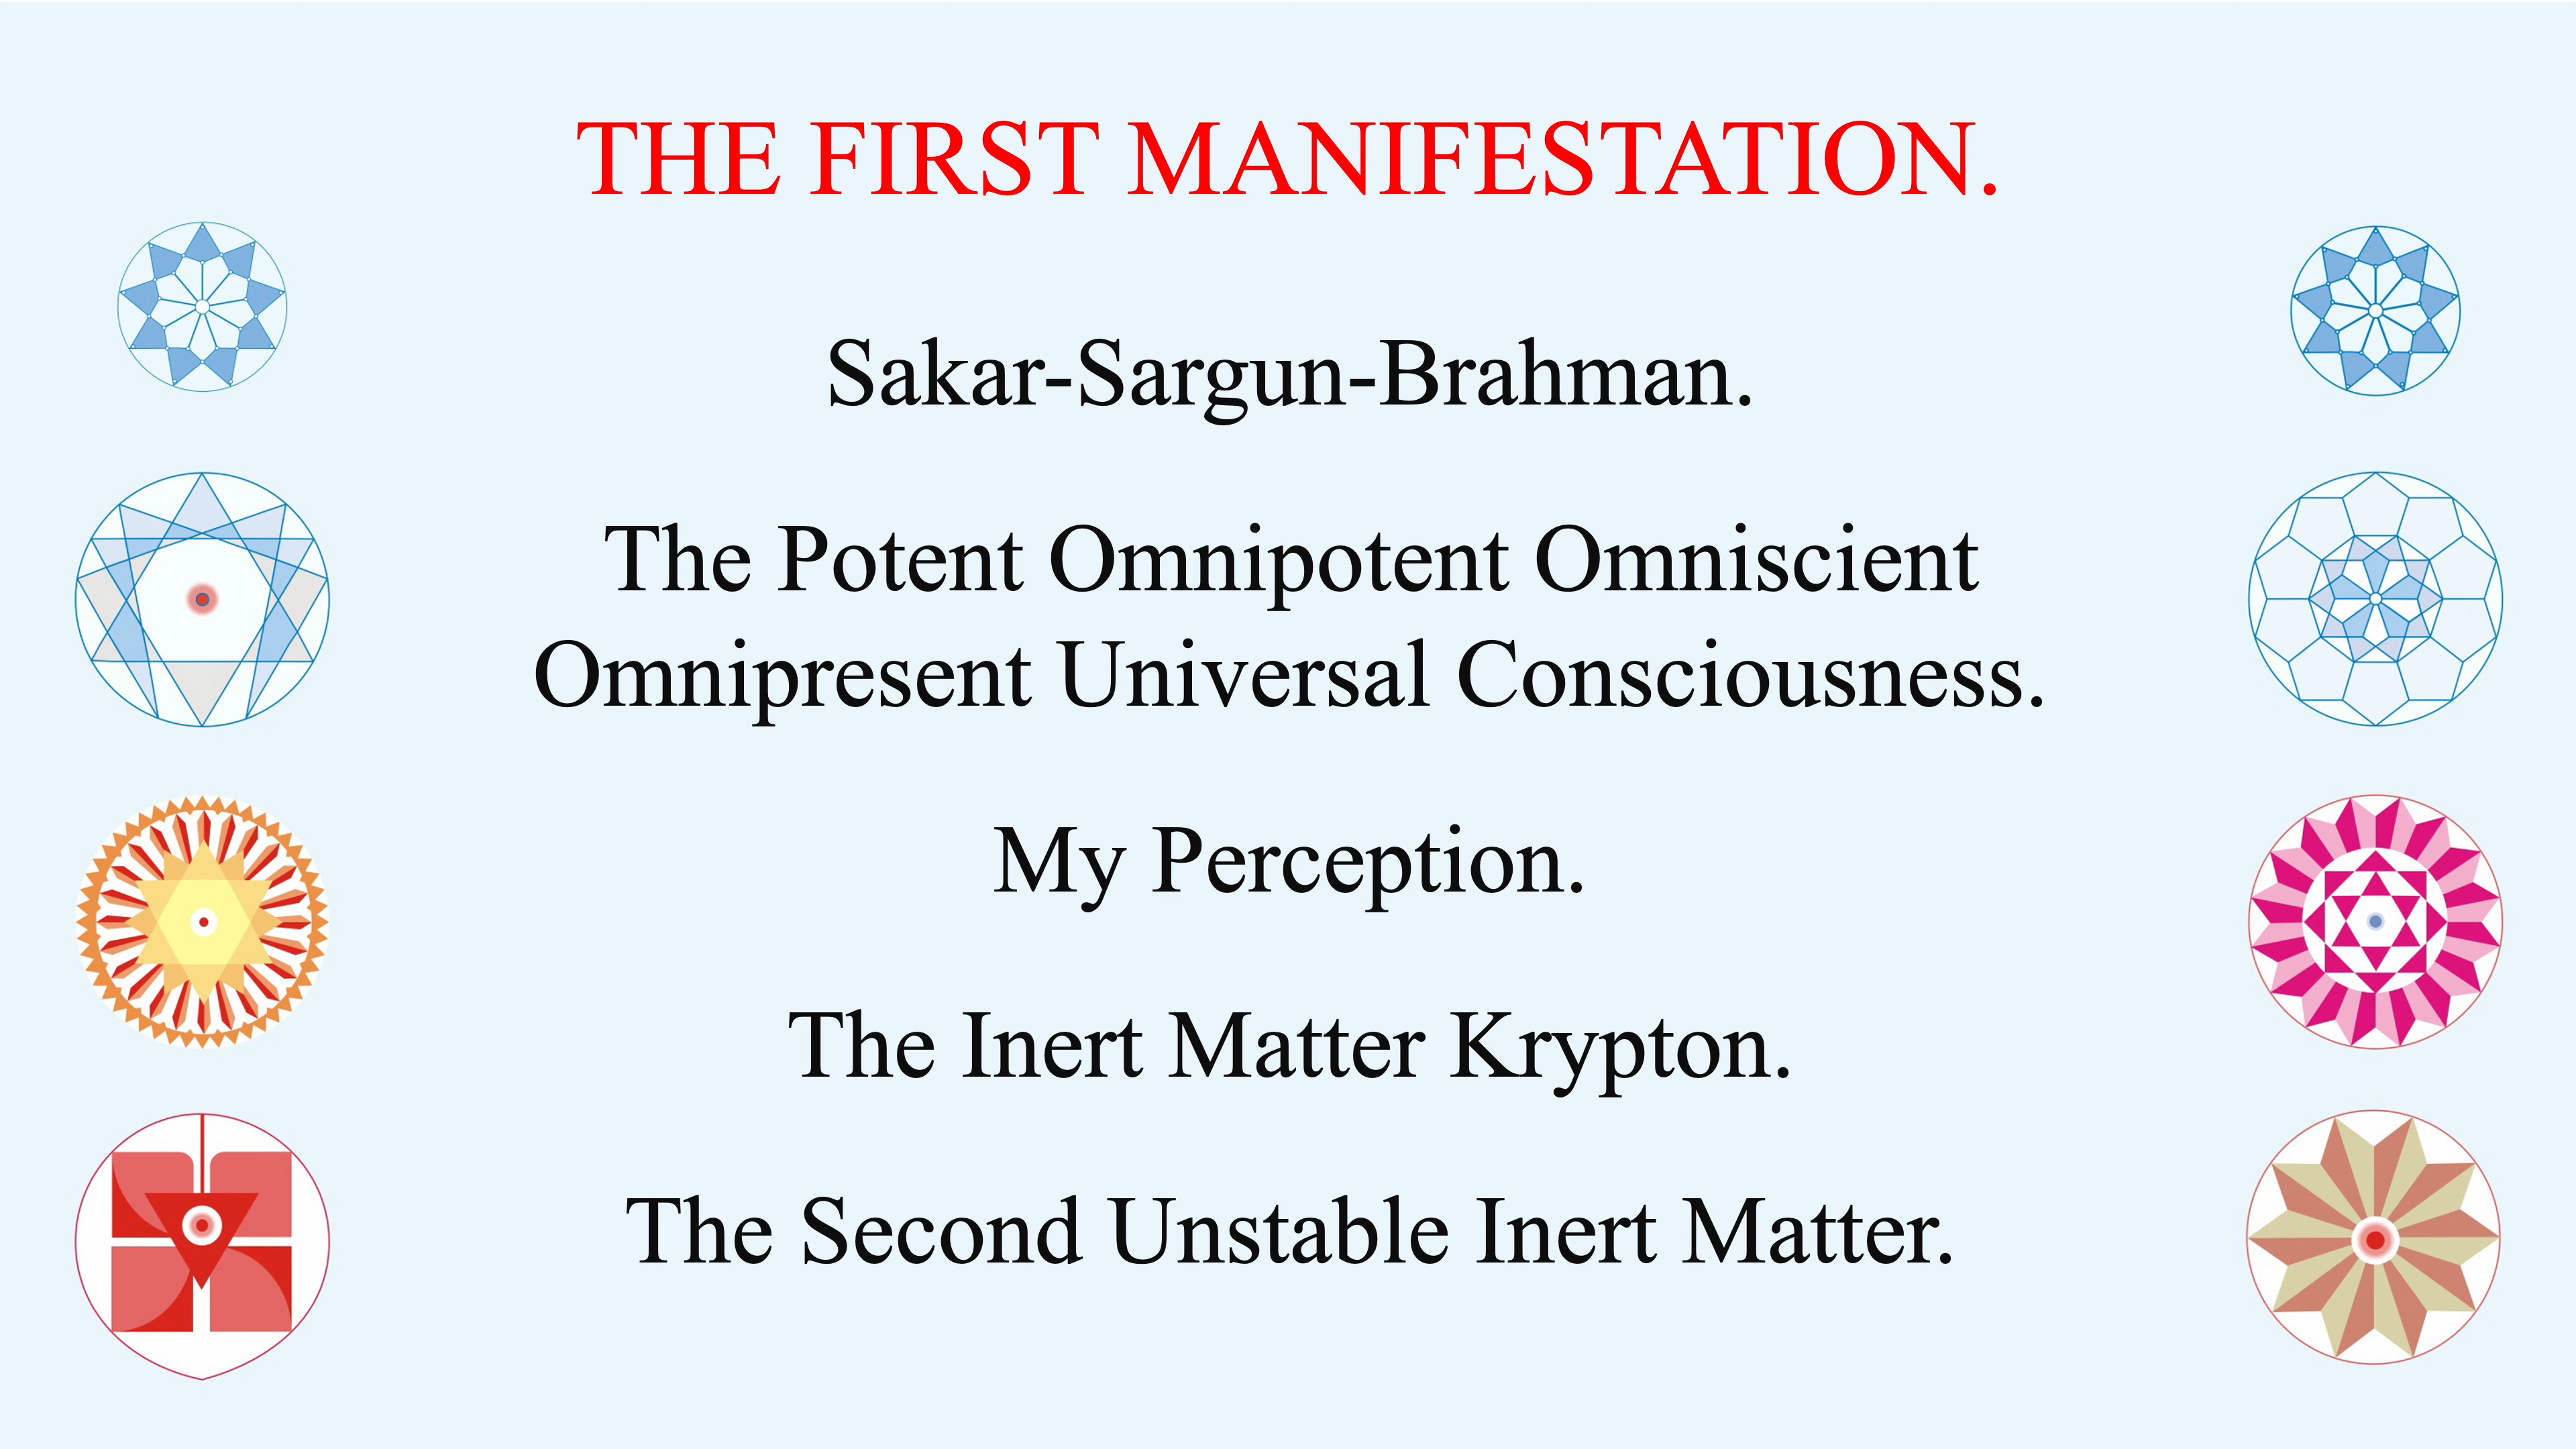 THE FIRST MANIFESTATION.
Sakar-Sargun-Brahman.
The Potent Omnipotent Omniscient
Omnipresent Universal Consciousness.
My Perception.
The Inert Matter Krypton.
The Second Unstable Inert Matter.